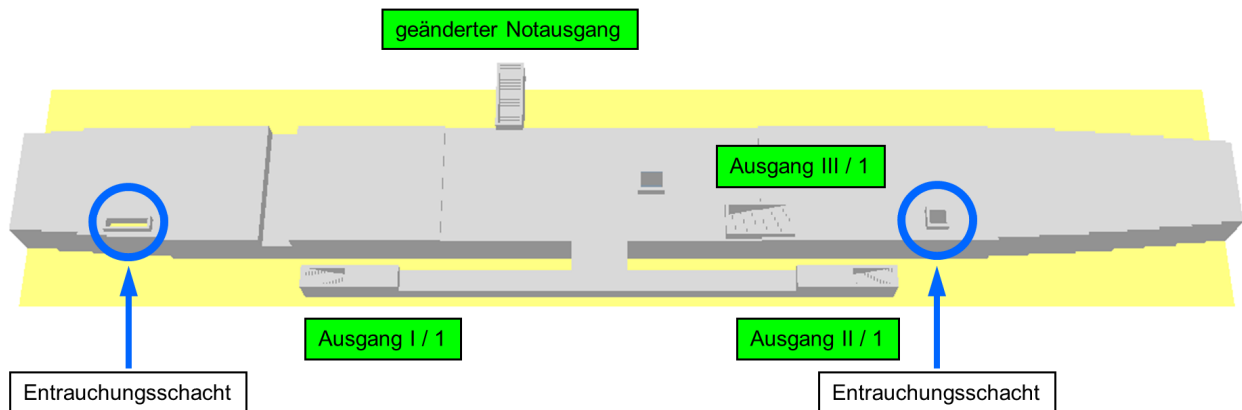 geänderter Notausgang
Ausgang III / 1
Ausgang I / 1
Ausgang II / 1
Entrauchungsschacht
Entrauchungsschacht